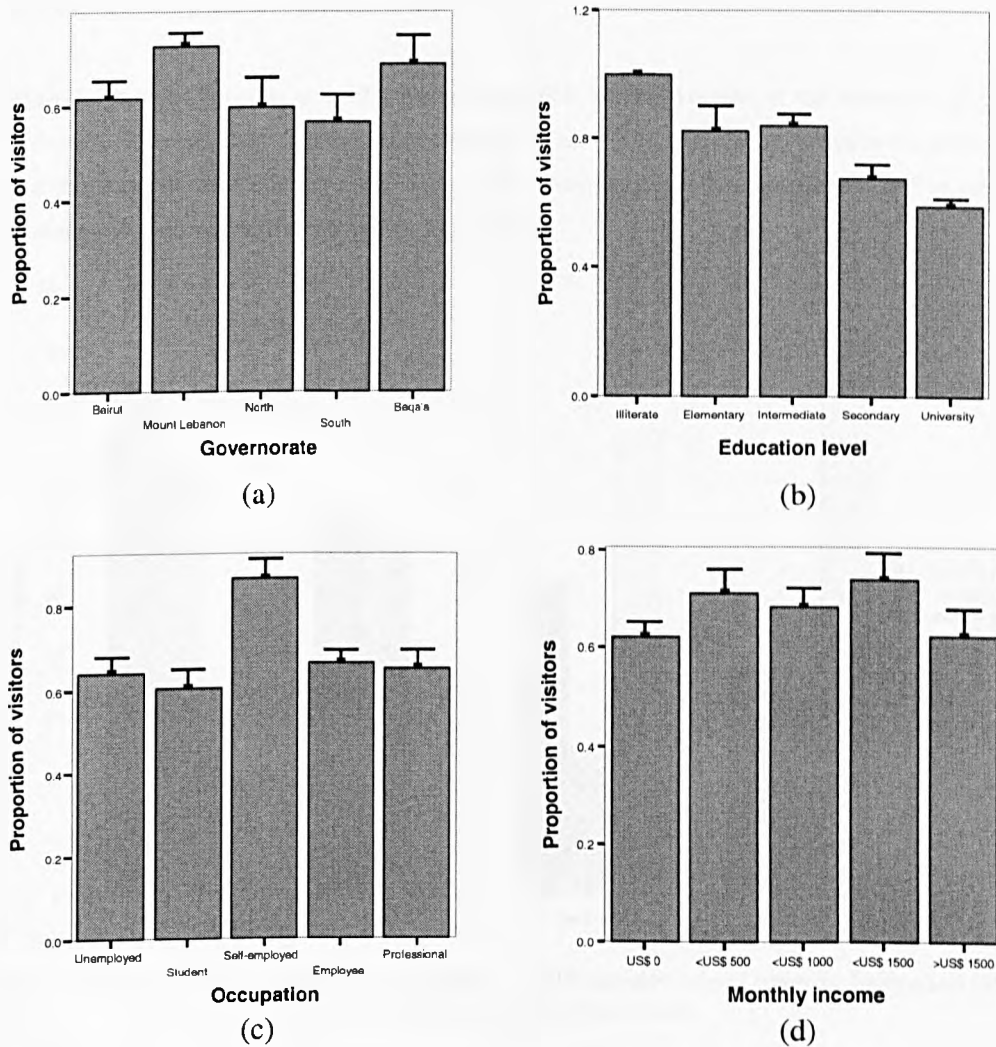 Proportion of visitors
0.6
0.4
0.2
0.0
Beirut
Mount Lebanon
North
South
Beqa'a
Governorate
(a)
Proportion of visitors
1.2
0.8
0.4
0.0
Illiterate
Elementary
Intermediate
Secondary
University
Education level
(b)
Proportion of visitors
0.8
0.6
0.4
0.2
0.0
Unemployed
Student
Self-employed
Employee
Professional
Occupation
(c)
Proportion of visitors
0.8
0.6
0.4
0.2
0.0
US$ 0
<US$ 500
<US$ 1000
<US$ 1500
>US$ 1500
Monthly income
(d)